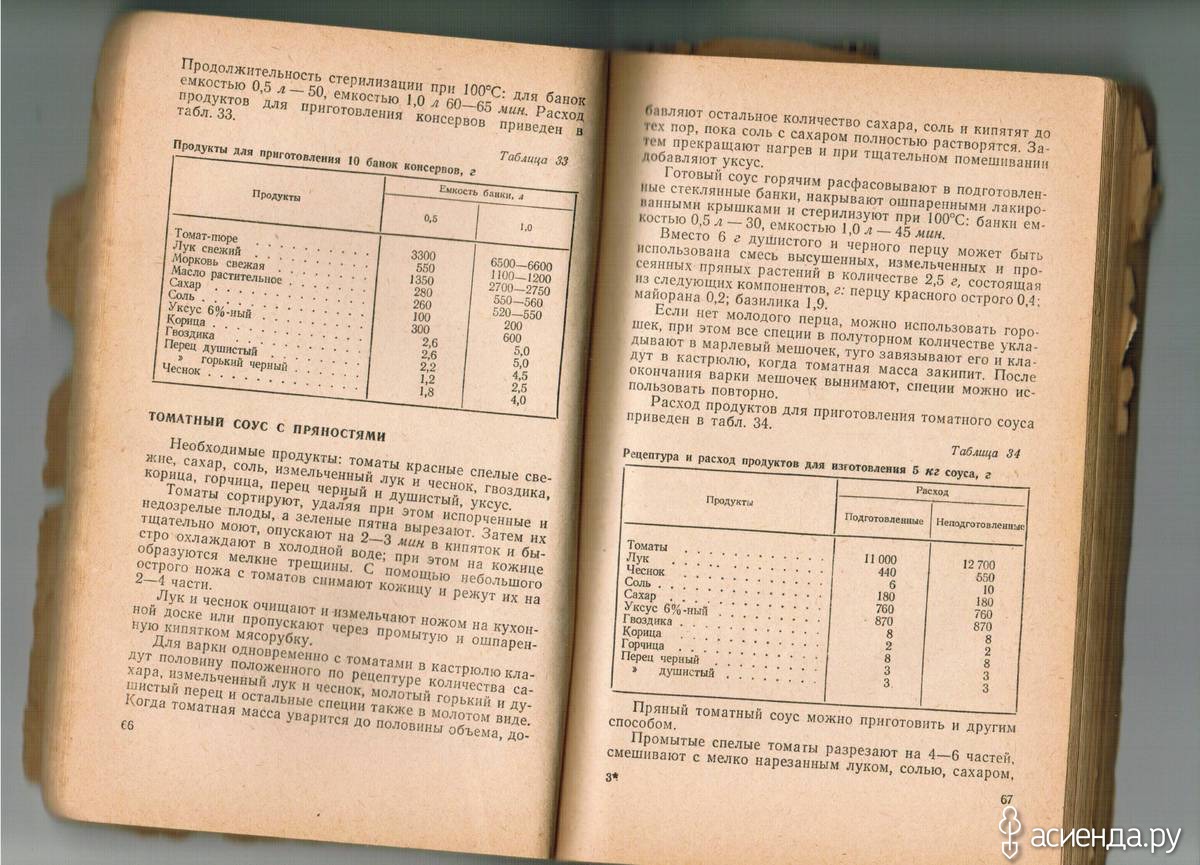 Продолжительность стерилизации при 100°С: для банок
емкостью 0,5 л — 50, емкостью 1,0 л 60—65 мин. Расход
продуктов для приготовления консервов приведен в
табл. 33.
Таблица 33
Продукты для приготовления 10 банок консервов, г
Продукты
Емкость банки, л
0,5
1,0
Томат-пюре 3300 6500—6600
Лук свежий 550 1100—1200
Морковь свежая 1350 2700—2750
Масло растительное 280 550—560
Сахар 260 520—550
Соль 100 200
Уксус 6%-ный 300 600
Корица 2,6 5,0
Гвоздика 2,6 5,0
Перец душистый 2,2 4,5
» горький черный 1,2 2,5
Чеснок 1,8 4,0
ТОМАТНЫЙ СОУС С ПРЯНОСТЯМИ
Необходимые продукты: томаты красные спелые све-
жие, сахар, соль, измельченный лук и чеснок, гвоздика,
корица, горчица, перец черный и душистый, уксус.
Томаты сортируют, удаляя при этом испорченные и
недозрелые плоды, а зеленые пятна вырезают. Затем их
тщательно моют, опускают на 2—3 мин в кипяток и бы-
стро охлаждают в холодной воде; при этом на кожице
образуются мелкие трещины. С помощью небольшого
острого ножа с томатов снимают кожицу и режут их на
2—4 части.
Лук и чеснок очищают и измельчают ножом на кухон-
ной доске или пропускают через промытую и ошпарен-
ную кипятком мясорубку.
Для варки одновременно с томатами в кастрюлю кла-
дут половину положенного по рецептуре количества са-
хара, измельченный лук и чеснок, молотый горький и ду-
шистый перец и остальные специи также в молотом виде.
Когда томатная масса уварится до половины объема, до-
66
бавляют остальное количество сахара, соль и кипятят до
тех пор, пока соль с сахаром полностью растворятся. За-
тем прекращают нагрев и при тщательном помешивании
добавляют уксус.
Готовый соус горячим расфасовывают в подготовлен-
ные стеклянные банки, накрывают ошпаренными лакиро-
ванными крышками и стерилизуют при 100°С: банки ем-
костью 0,5 л — 30, емкостью 1,0 л — 45 мин.
Вместо 6 г душистого и черного перцу может быть
использована смесь высушенных, измельченных и про-
сеянных пряных растений в количестве 2,5 г, состоящая
из следующих компонентов, г: перцу красного острого 0,4;
майорана 0,2; базилика 1,9.
Если нет молотого перца, можно использовать горо-
шек, при этом все специи в полуторном количестве укла-
дывают в марлевый мешочек, туго завязывают его и кла-
дут в кастрюлю, когда томатная масса закипит. После
окончания варки мешочек вынимают, специи можно ис-
пользовать повторно.
Расход продуктов для приготовления томатного соуса
приведен в табл. 34.
Таблица 34
Рецептура и расход продуктов для изготовления 5 кг соуса, г
Продукты
Расход
Подготовленные
Неподготовленные
Томаты 11 000 12 700
Лук 440 550
Чеснок 6 10
Соль 180 180
Сахар 760 760
Уксус 6%-ный 870 870
Гвоздика 8 8
Корица 2 2
Горчица 8 8
Перец черный 3 3
» душистый 3 3
Пряный томатный соус можно приготовить и другим
способом.
Промытые спелые томаты разрезают на 4—6 частей,
смешивают с мелко нарезанным луком, солью, сахаром,
3*
67
асиенда.ру